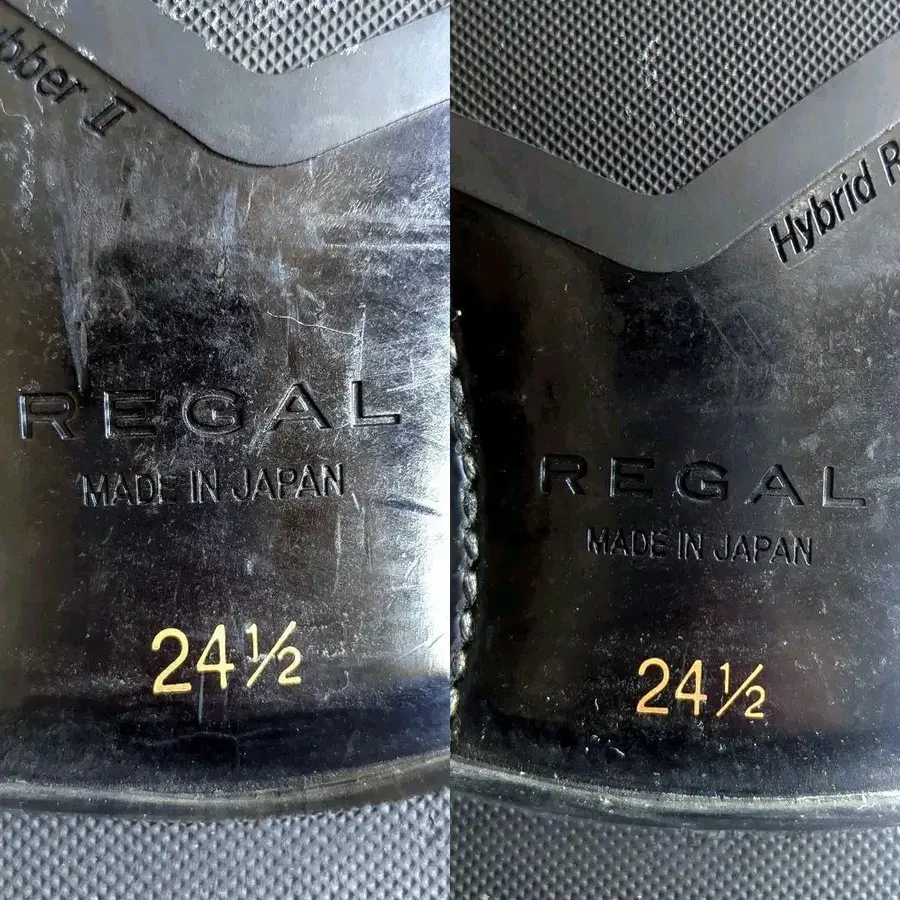 bber II
REGAL
MADE IN JAPAN
24½
Hybrid R
REGAL
MADE IN JAPAN
24½